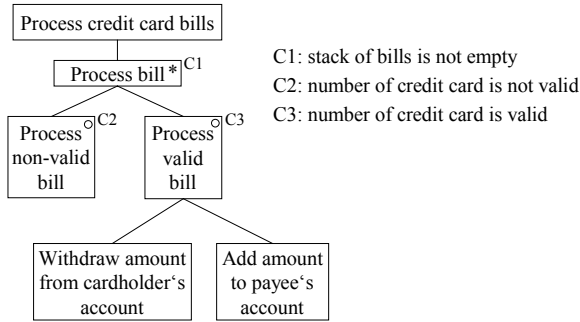 Process credit card bills
Process bill * C1
C1: stack of bills is not empty
C2: number of credit card is not valid
C3: number of credit card is valid
Process
non-valid
bill
C2
Process
valid
bill
C3
Withdraw amount
from cardholder‘s
account
Add amount
to payee‘s
account